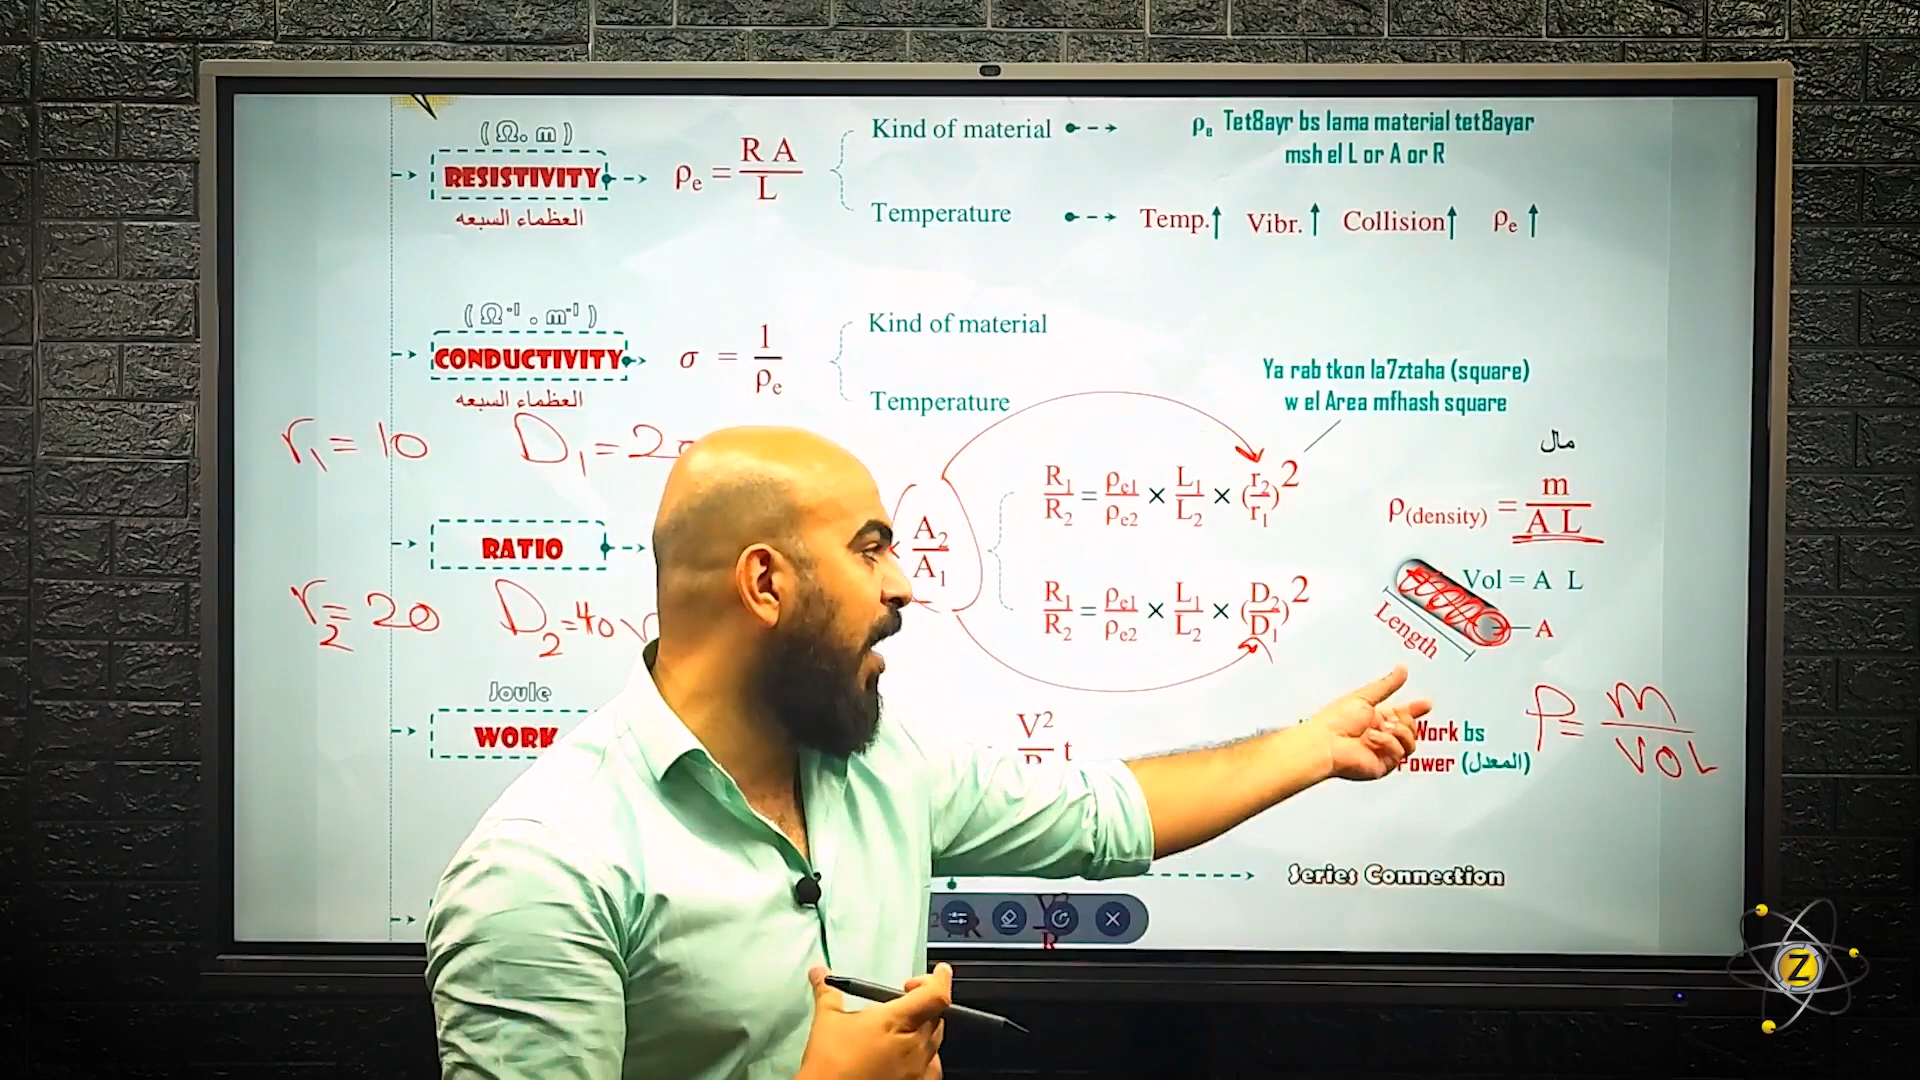 ( Ω. m )
RESISTIVITY
العظماء السبعه
ρe = R A / L
Kind of material
Temperature
ρe Tet8ayr bs lama material tet8ayar
msh el L or A or R
Temp.↑ Vibr.↑ Collision↑ ρe↑
( Ω⁻¹ . m⁻¹ )
CONDUCTIVITY
العظماء السبعه
σ = 1 / ρe
Kind of material
Temperature
Ya rab tkon la7ztaha (square)
w el Area mfhash square
r₁ = 10 D₁ = 2
RATIO
× A₂ / A₁
R₁ / R₂ = ρe1 / ρe2 × L₁ / L₂ × (r₂ / r₁)²
R₁ / R₂ = ρe1 / ρe2 × L₁ / L₂ × (D₂ / D₁)²
r₂ = 20 D₂ = 40
مال
ρ(density) = m / A L
Vol = A L
A
Length
ρ = m / VOL
Joule
WORK
V² / R t
Work bs
Power (المعدل)
Series Connection
R
Z